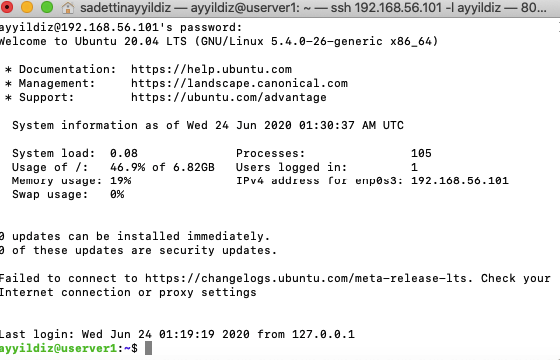 sadettinayyildiz — ayyildiz@userver1: ~ — ssh 192.168.56.101 -l ayyildiz — 80...
ayyildiz@192.168.56.101's password:
Welcome to Ubuntu 20.04 LTS (GNU/Linux 5.4.0-26-generic x86_64)
* Documentation:  https://help.ubuntu.com
* Management:     https://landscape.canonical.com
* Support:        https://ubuntu.com/advantage
System information as of Wed 24 Jun 2020 01:30:37 AM UTC
System load:  0.08              Processes:               105
Usage of /:   46.9% of 6.82GB   Users logged in:         1
Memory usage: 19%               IPv4 address for enp0s3: 192.168.56.101
Swap usage:   0%
0 updates can be installed immediately.
0 of these updates are security updates.
Failed to connect to https://changelogs.ubuntu.com/meta-release-lts. Check your
Internet connection or proxy settings
Last login: Wed Jun 24 01:19:19 2020 from 127.0.0.1
ayyildiz@userver1:~$